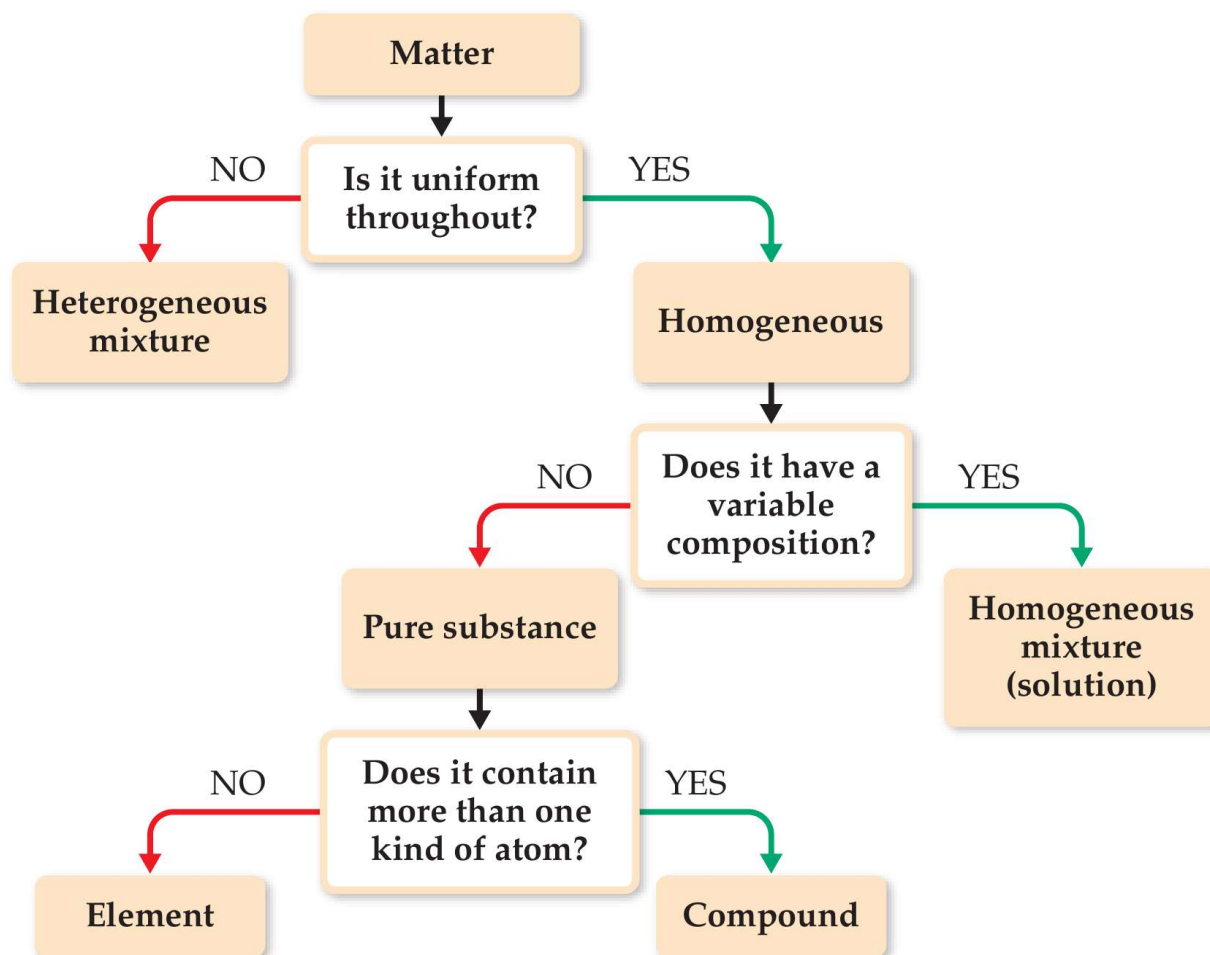 Matter
NO
Is it uniform
throughout?
YES
Heterogeneous
mixture
Homogeneous
NO
Does it have a
variable
composition?
YES
Pure substance
Homogeneous
mixture
(solution)
NO
Does it contain
more than one
kind of atom?
YES
Element
Compound